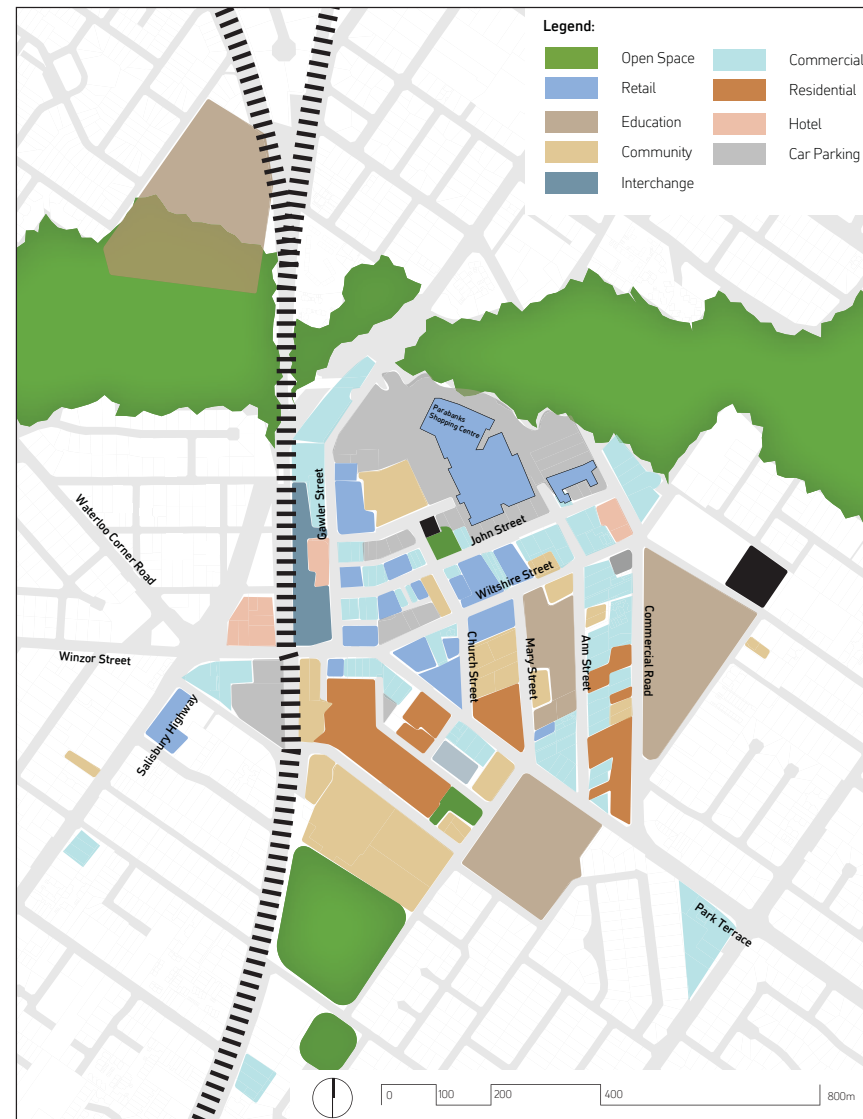 Legend:
Open Space
Retail
Education
Community
Interchange
Commercial
Residential
Hotel
Car Parking
Parabanks
Shopping Centre
Gawler Street
John Street
Waterloo Corner Road
Wiltshire Street
Winzor Street
Church Street
Mary Street
Ann Street
Commercial Road
Salisbury Highway
Park Terrace
0
100
200
400
800m